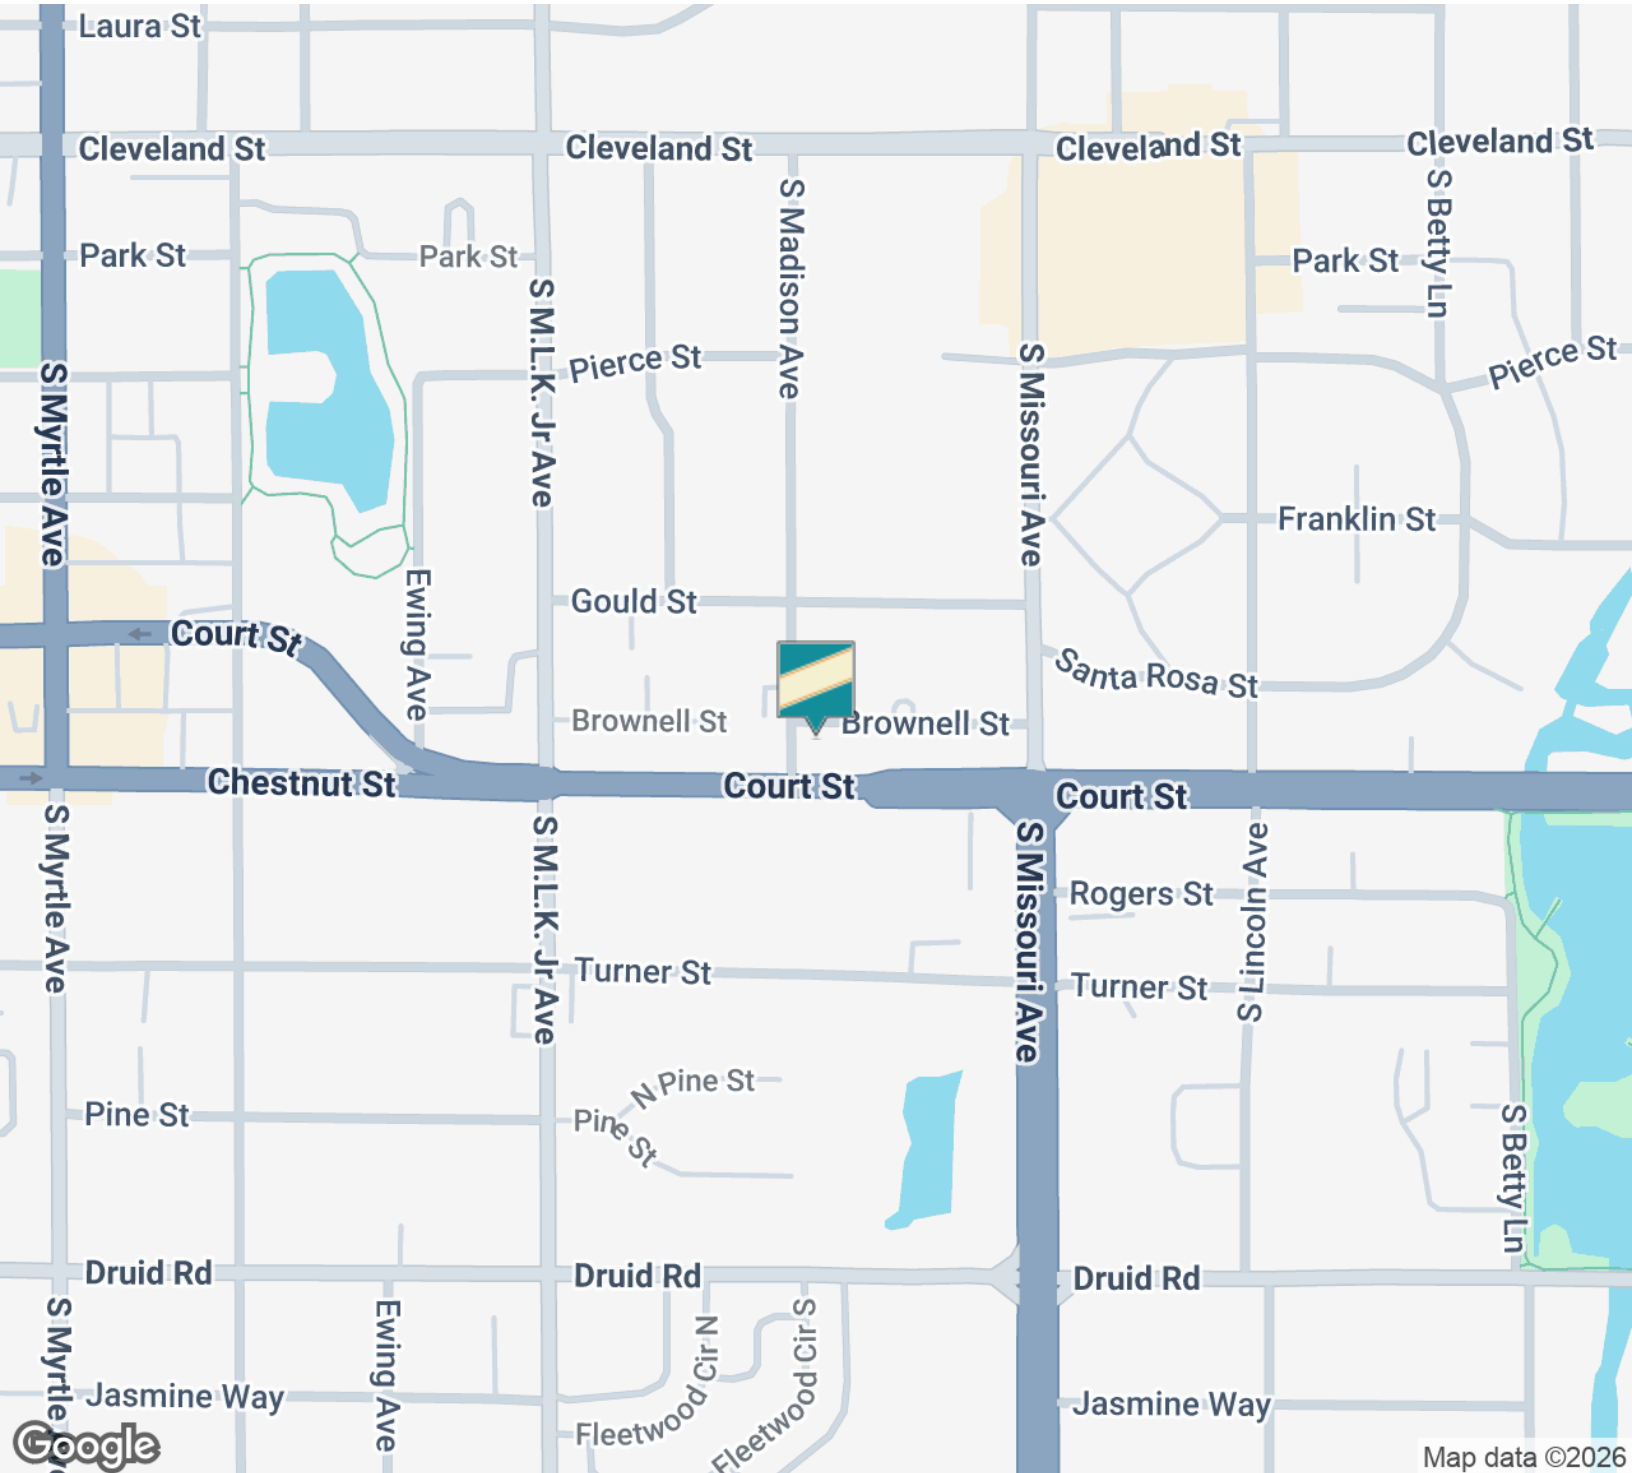 Laura St
Cleveland St
Cleveland St
Cleveland St
Cleveland St
Park St
Park St
Park St
S Madison Ave
S Betty Ln
S M.L.K. Jr Ave
Pierce St
Pierce St
S Myrtle Ave
S Missouri Ave
Franklin St
Ewing Ave
Gould St
Court St
Santa Rosa St
Brownell St
Brownell St
Chestnut St
Court St
Court St
S Myrtle Ave
S M.L.K. Jr Ave
S Missouri Ave
S Lincoln Ave
Rogers St
Turner St
Turner St
N Pine St
Pine St
Pine St
S Betty Ln
Druid Rd
Druid Rd
Druid Rd
S Myrtle Ave
Ewing Ave
Fleetwood Cir N
Fleetwood Cir S
Jasmine Way
Jasmine Way
Google
Map data ©2026